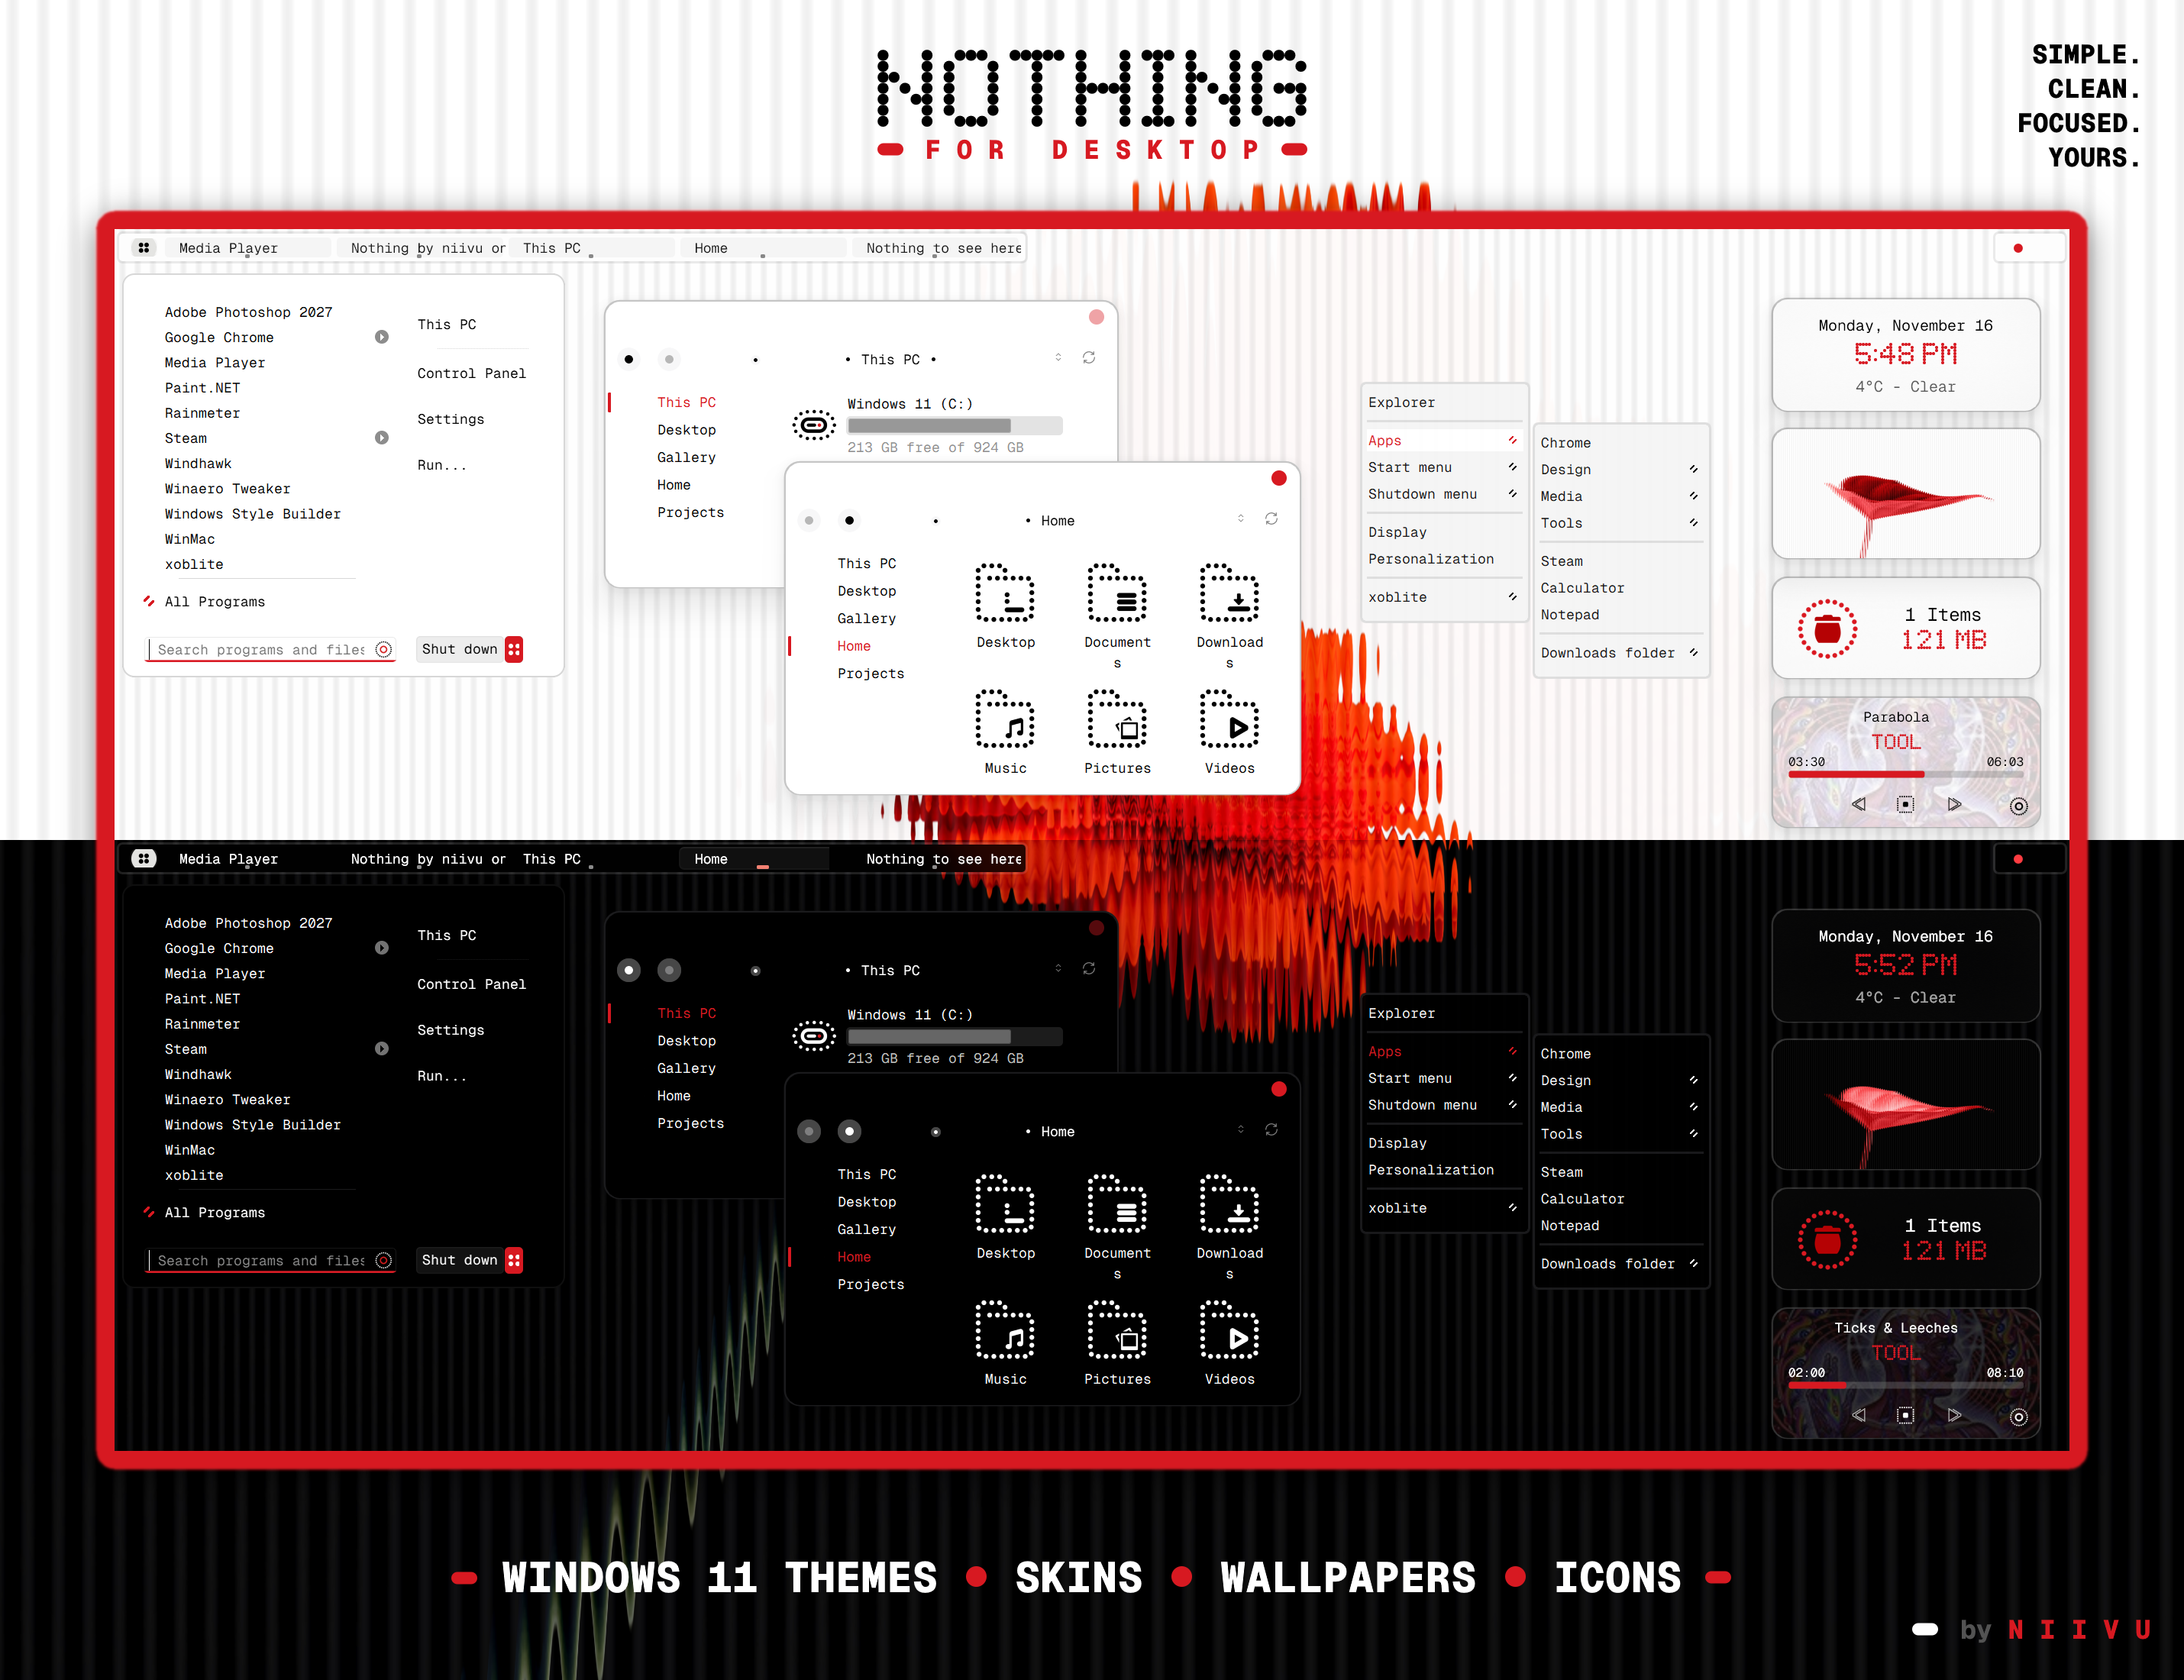 NOTHING
FOR DESKTOP
SIMPLE.
CLEAN.
FOCUSED.
YOURS.
Media Player
Nothing by niivu or
This PC
Home
Nothing to see here
Adobe Photoshop 2027
Google Chrome
Media Player
Paint.NET
Rainmeter
Steam
Windhawk
Winaero Tweaker
Windows Style Builder
WinMac
xoblite
All Programs
Search programs and files
This PC
Control Panel
Settings
Run...
Shut down
• This PC •
This PC
Desktop
Gallery
Home
Projects
Windows 11 (C:)
213 GB free of 924 GB
• Home
This PC
Desktop
Gallery
Home
Projects
Desktop
Document
s
Download
s
Music
Pictures
Videos
Explorer
Apps
Start menu
Shutdown menu
Display
Personalization
xoblite
Chrome
Design
Media
Tools
Steam
Calculator
Notepad
Downloads folder
Monday, November 16
5:48 PM
4°C - Clear
1 Items
121 MB
Parabola
TOOL
03:30
06:03
Media Player
Nothing by niivu or
This PC
Home
Nothing to see here
Adobe Photoshop 2027
Google Chrome
Media Player
Paint.NET
Rainmeter
Steam
Windhawk
Winaero Tweaker
Windows Style Builder
WinMac
xoblite
All Programs
Search programs and files
This PC
Control Panel
Settings
Run...
Shut down
• This PC
This PC
Desktop
Gallery
Home
Projects
Windows 11 (C:)
213 GB free of 924 GB
• Home
This PC
Desktop
Gallery
Home
Projects
Desktop
Document
s
Download
s
Music
Pictures
Videos
Explorer
Apps
Start menu
Shutdown menu
Display
Personalization
xoblite
Chrome
Design
Media
Tools
Steam
Calculator
Notepad
Downloads folder
Monday, November 16
5:52 PM
4°C - Clear
1 Items
121 MB
Ticks & Leeches
TOOL
02:00
08:10
WINDOWS 11 THEMES • SKINS • WALLPAPERS • ICONS
by NIIVU